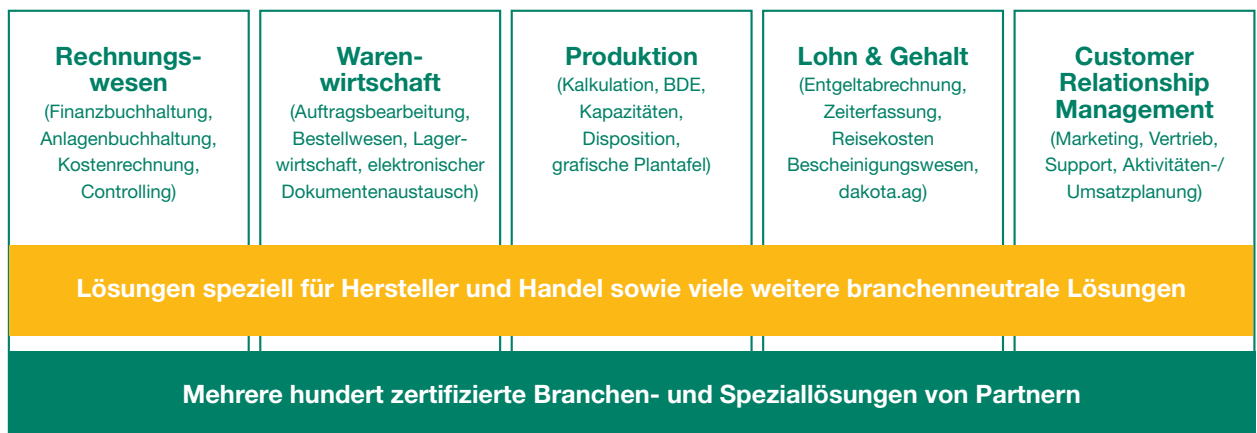 Rechnungs-
wesen
(Finanzbuchhaltung,
Anlagenbuchhaltung,
Kostenrechnung,
Controlling)
Waren-
wirtschaft
(Auftragsbearbeitung,
Bestellwesen, Lager-
wirtschaft, elektronischer
Dokumentenaustausch)
Produktion
(Kalkulation, BDE,
Kapazitäten,
Disposition,
grafische Plantafel)
Lohn & Gehalt
(Entgeltabrechnung,
Zeiterfassung,
Reisekosten
Bescheinigungswesen,
dakota.ag)
Customer
Relationship
Management
(Marketing, Vertrieb,
Support, Aktivitäten-/
Umsatzplanung)
Lösungen speziell für Hersteller und Handel sowie viele weitere branchenneutrale Lösungen
Mehrere hundert zertifizierte Branchen- und Speziallösungen von Partnern